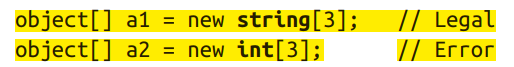 object[] a1 = new string[3];   // Legal
object[] a2 = new int[3];      // Error